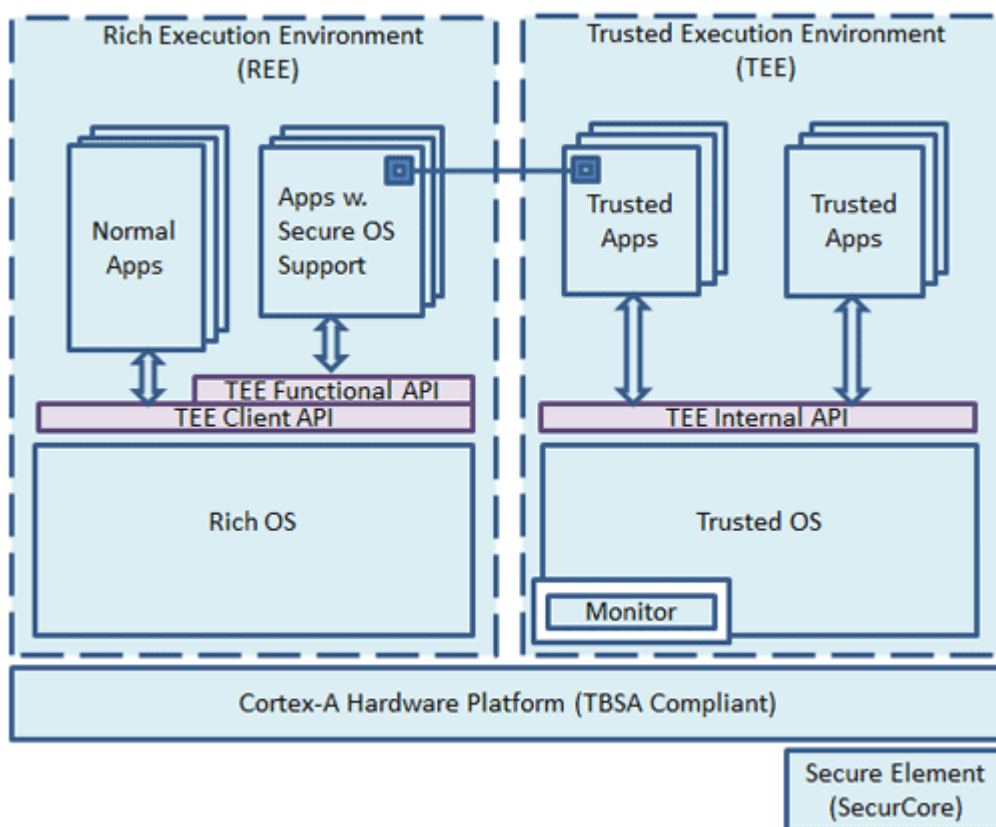 Rich Execution Environment
(REE)
Trusted Execution Environment
(TEE)
Normal
Apps
Apps w.
Secure OS
Support
Trusted
Apps
Trusted
Apps
TEE Functional API
TEE Client API
TEE Internal API
Rich OS
Trusted OS
Monitor
Cortex-A Hardware Platform (TBSA Compliant)
Secure Element
(SecurCore)